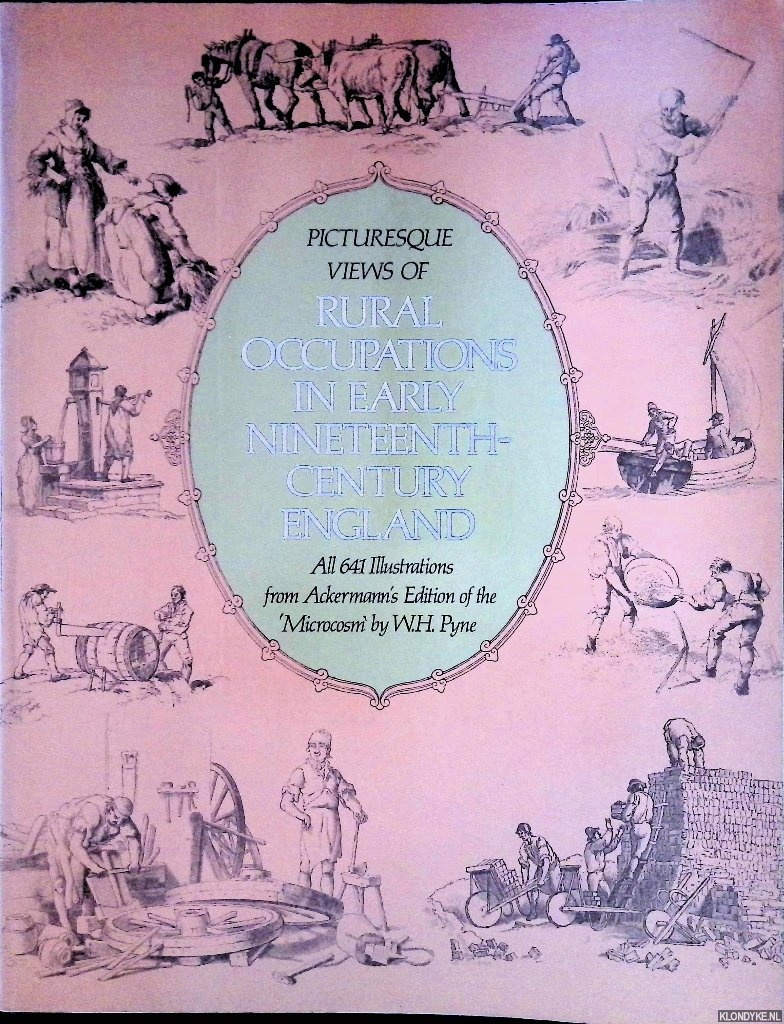 PICTURESQUE
VIEWS OF
RURAL
OCCUPATIONS
IN EARLY
NINETEENTH-
CENTURY
ENGLAND
All 641 Illustrations
from Ackermann's Edition of the
'Microcosm' by W.H. Pyne
KLONDYKE.NL